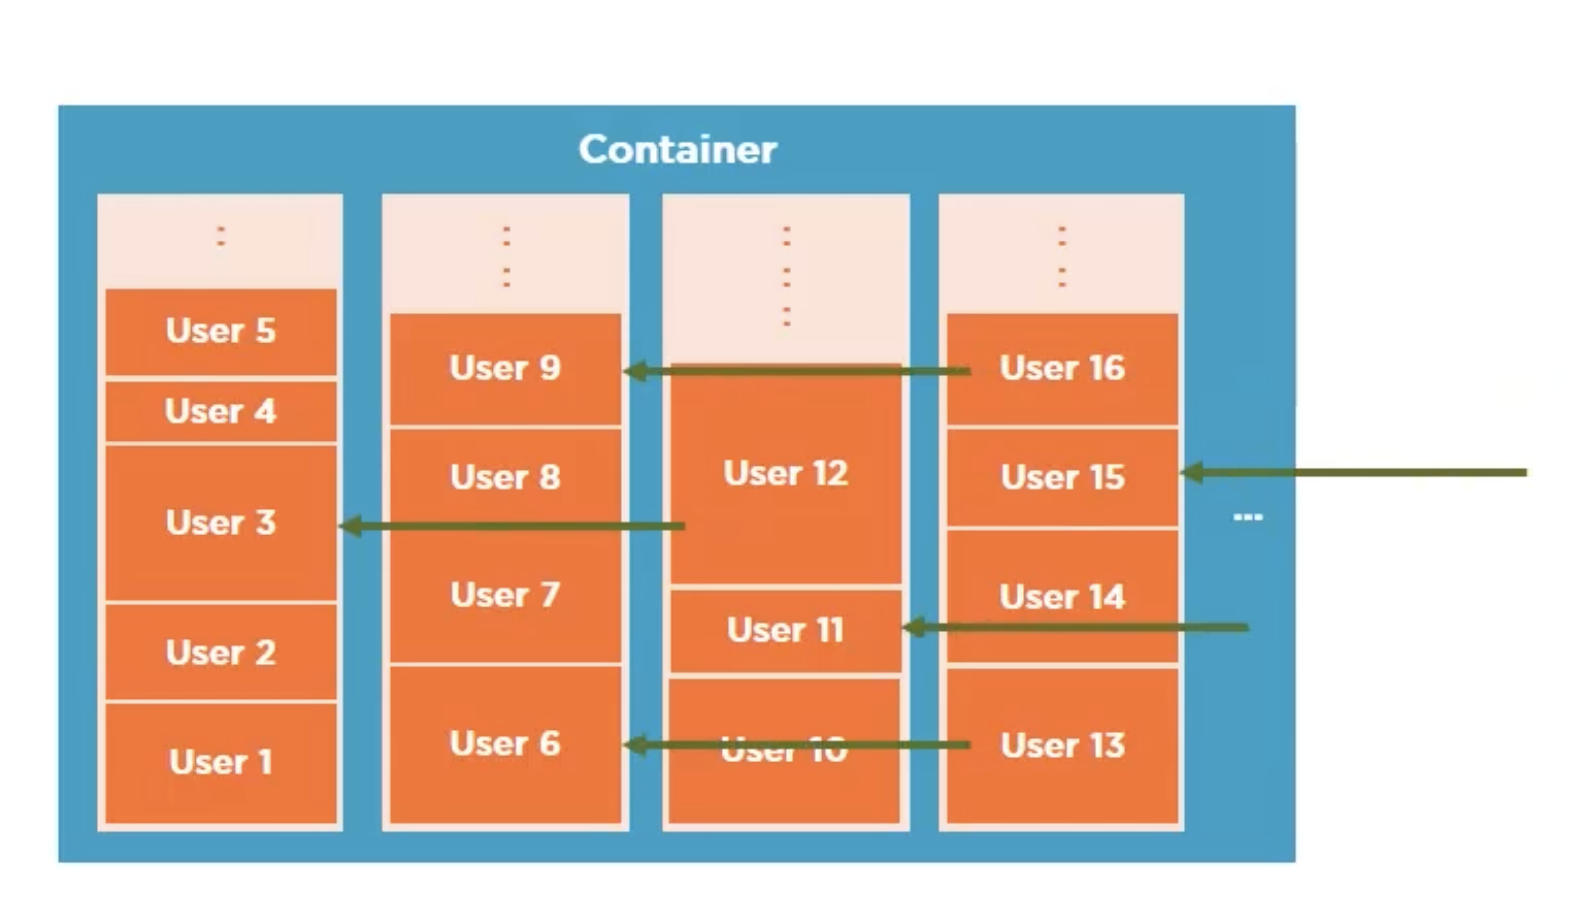 Container
User 5
User 4
User 3
User 2
User 1
User 9
User 8
User 7
User 6
User 12
User 11
User 10
User 16
User 15
User 14
User 13
...